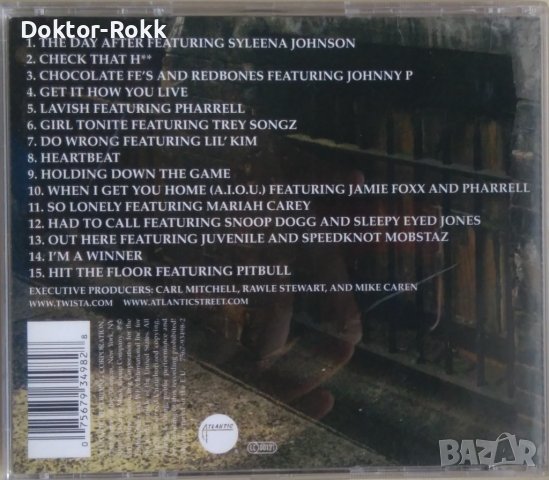 Doktor-Rokk
1. THE DAY AFTER FEATURING SYLEENA JOHNSON
2. CHECK THAT H**
3. CHOCOLATE FE'S AND REDBONES FEATURING JOHNNY P
4. GET IT HOW YOU LIVE
5. LAVISH FEATURING PHARRELL
6. GIRL TONITE FEATURING TREY SONGZ
7. DO WRONG FEATURING LIL' KIM
8. HEARTBEAT
9. HOLDING DOWN THE GAME
10. WHEN I GET YOU HOME (A.I.O.U.) FEATURING JAMIE FOXX AND PHARRELL
11. SO LONELY FEATURING MARIAH CAREY
12. HAD TO CALL FEATURING SNOOP DOGG AND SLEEPY EYED JONES
13. OUT HERE FEATURING JUVENILE AND SPEEDKNOT MOBSTAZ
14. I'M A WINNER
15. HIT THE FLOOR FEATURING PITBULL
EXECUTIVE PRODUCERS: CARL MITCHELL, RAWLE STEWART, AND MIKE CAREN
WWW.TWISTA.COM WWW.ATLANTICSTREET.COM
0 75679 34982 8
ATLANTIC
BAZAR
bg